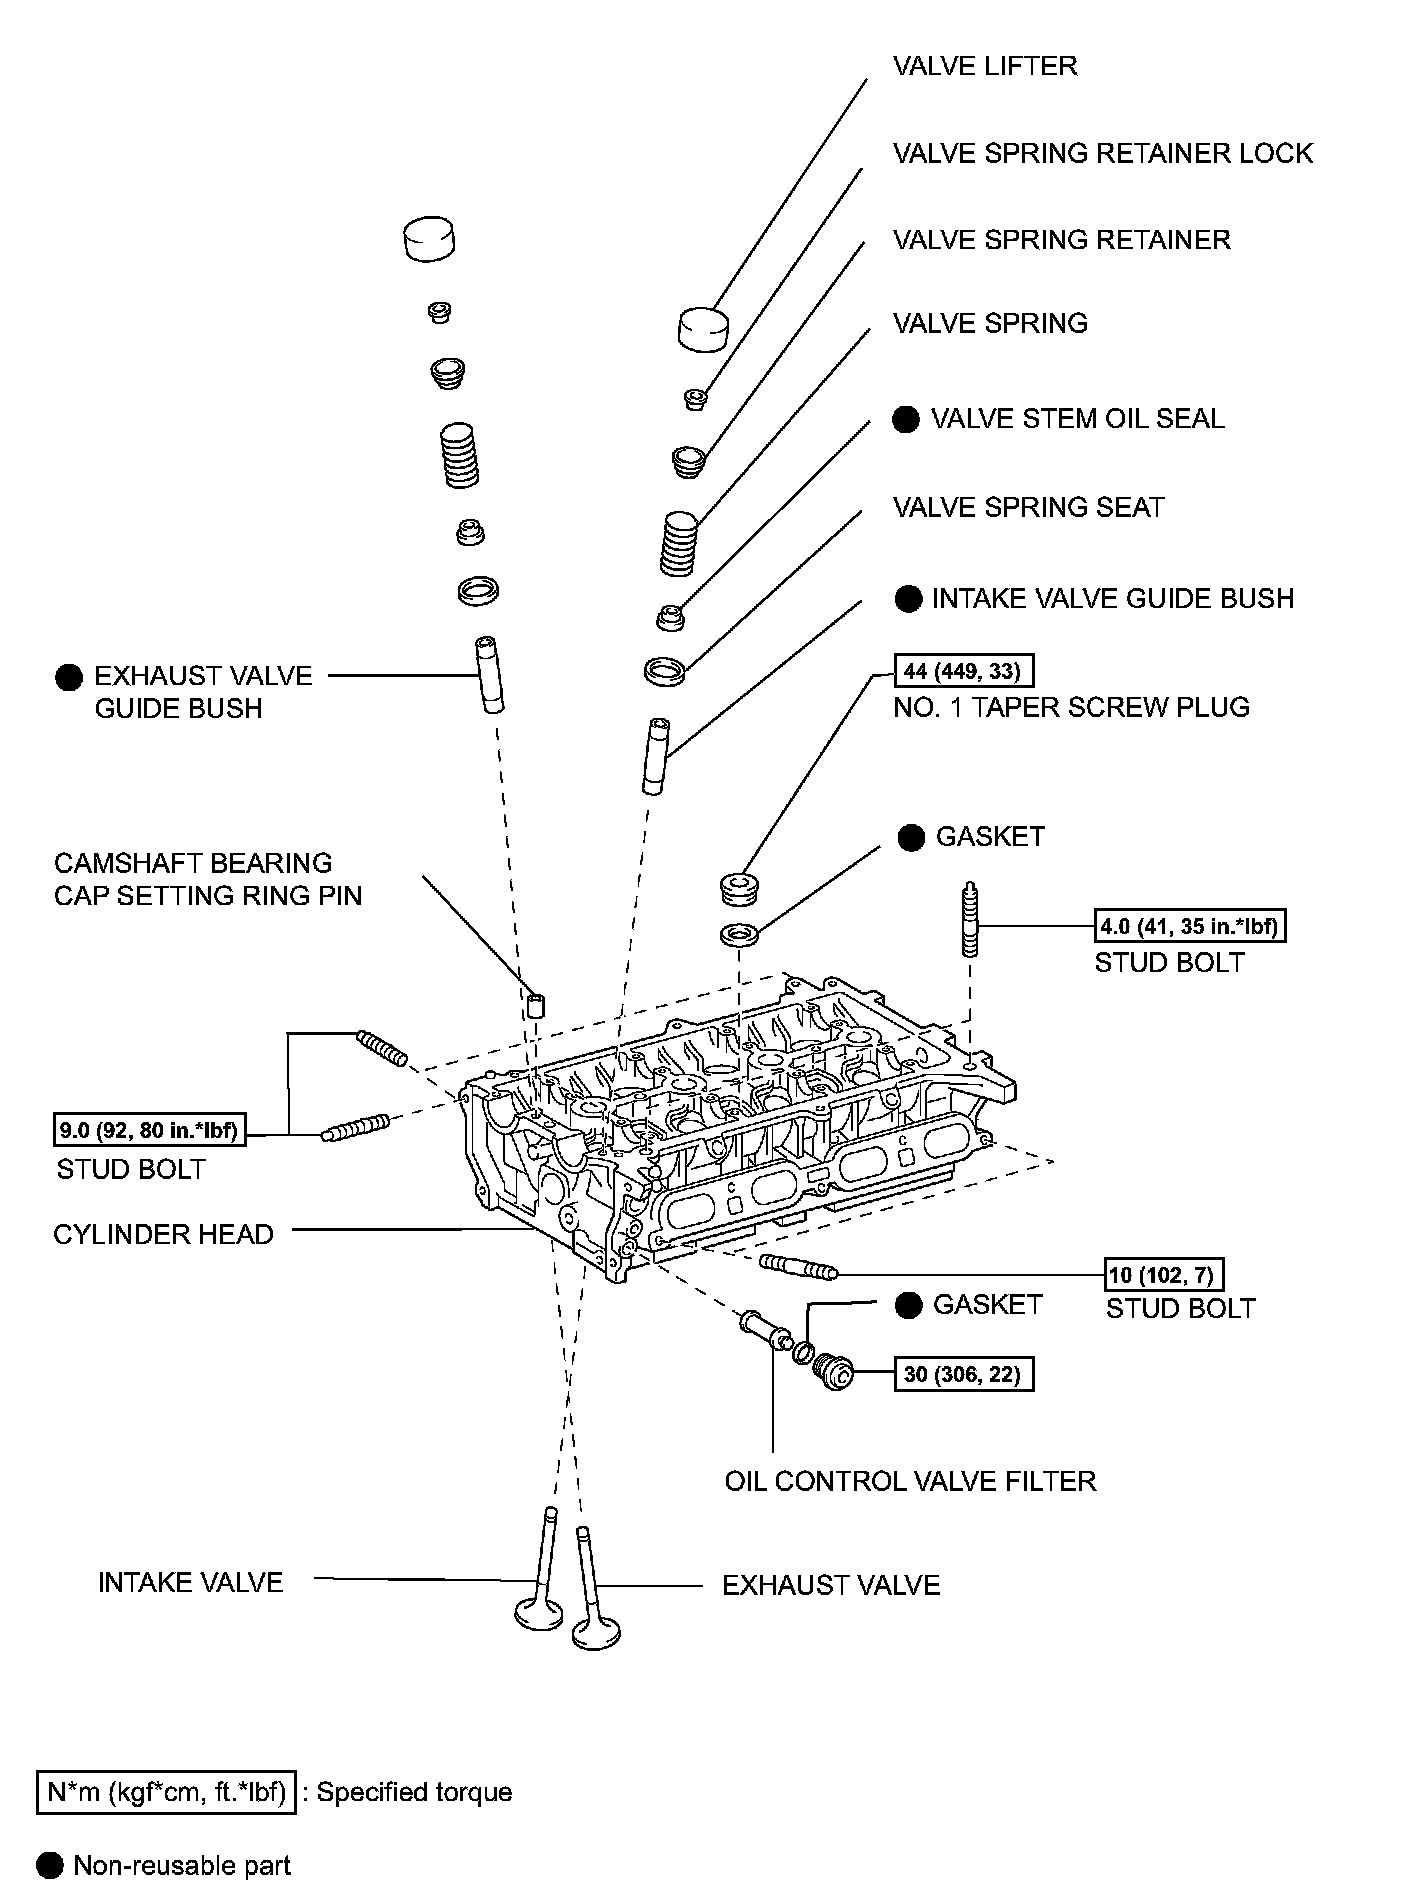 VALVE LIFTER
VALVE SPRING RETAINER LOCK
VALVE SPRING RETAINER
VALVE SPRING
VALVE STEM OIL SEAL
VALVE SPRING SEAT
INTAKE VALVE GUIDE BUSH
44 (449, 33)
NO. 1 TAPER SCREW PLUG
EXHAUST VALVE
GUIDE BUSH
GASKET
CAMSHAFT BEARING
CAP SETTING RING PIN
4.0 (41, 35 in.*lbf)
STUD BOLT
9.0 (92, 80 in.*lbf)
STUD BOLT
C
C
CYLINDER HEAD
10 (102, 7)
STUD BOLT
GASKET
30 (306, 22)
OIL CONTROL VALVE FILTER
INTAKE VALVE
EXHAUST VALVE
N*m (kgf*cm, ft.*lbf) : Specified torque
Non-reusable part